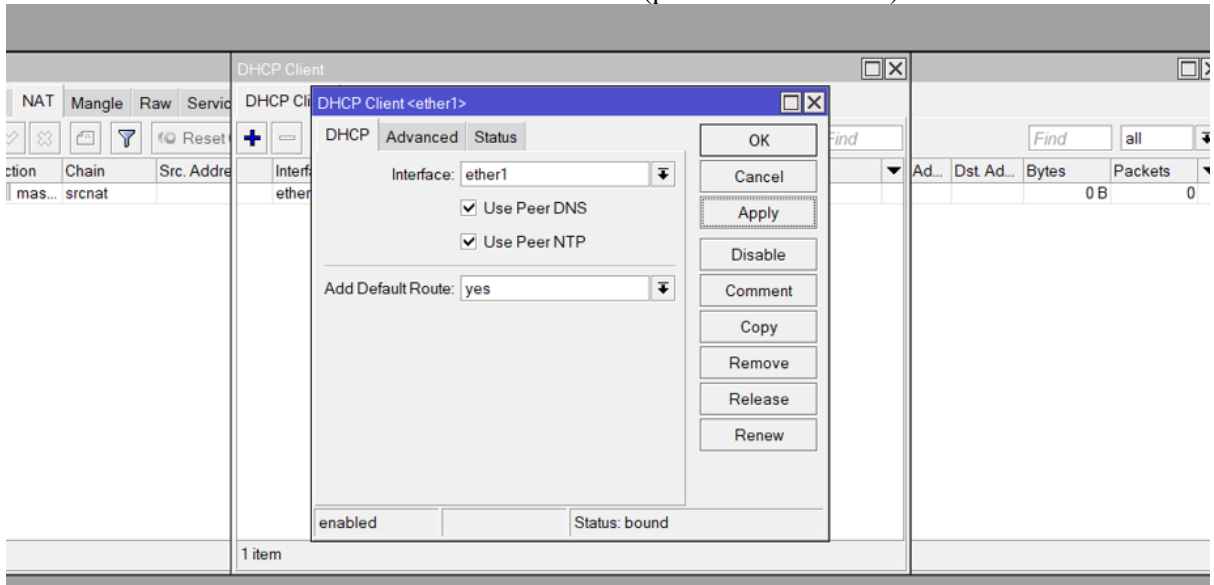 DHCP Client
NAT Mangle Raw Servic
DHCP Cli
DHCP Client <ether1>
DHCP Advanced Status
Reset
Find
Find
all
ction Chain Src. Addre
mas... srcnat
Interf
ether
Interface: ether1
Use Peer DNS
Use Peer NTP
Add Default Route: yes
OK
Cancel
Apply
Disable
Comment
Copy
Remove
Release
Renew
Ad... Dst. Ad... Bytes Packets
0 B 0
enabled
Status: bound
1 item